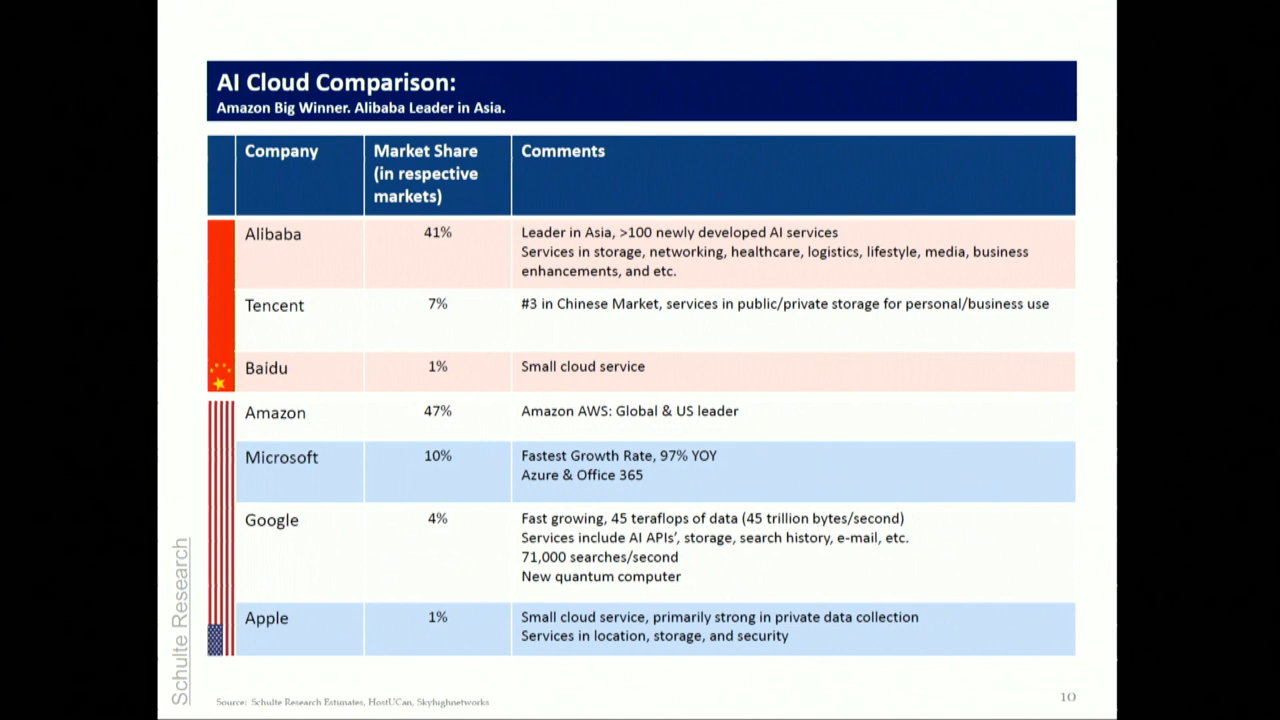 AI Cloud Comparison:
Amazon Big Winner. Alibaba Leader in Asia.
Company
Market Share
(in respective
markets)
Comments
Alibaba
41%
Leader in Asia, >100 newly developed AI services
Services in storage, networking, healthcare, logistics, lifestyle, media, business
enhancements, and etc.
Tencent
7%
#3 in Chinese Market, services in public/private storage for personal/business use
Baidu
1%
Small cloud service
Amazon
47%
Amazon AWS: Global & US leader
Microsoft
10%
Fastest Growth Rate, 97% YOY
Azure & Office 365
Google
4%
Fast growing, 45 teraflops of data (45 trillion bytes/second)
Services include AI APIs’, storage, search history, e-mail, etc.
71,000 searches/second
New quantum computer
Apple
1%
Small cloud service, primarily strong in private data collection
Services in location, storage, and security
Schulte Research
Source: Schulte Research Estimates, HostUCan, Skyhighnetworks
10